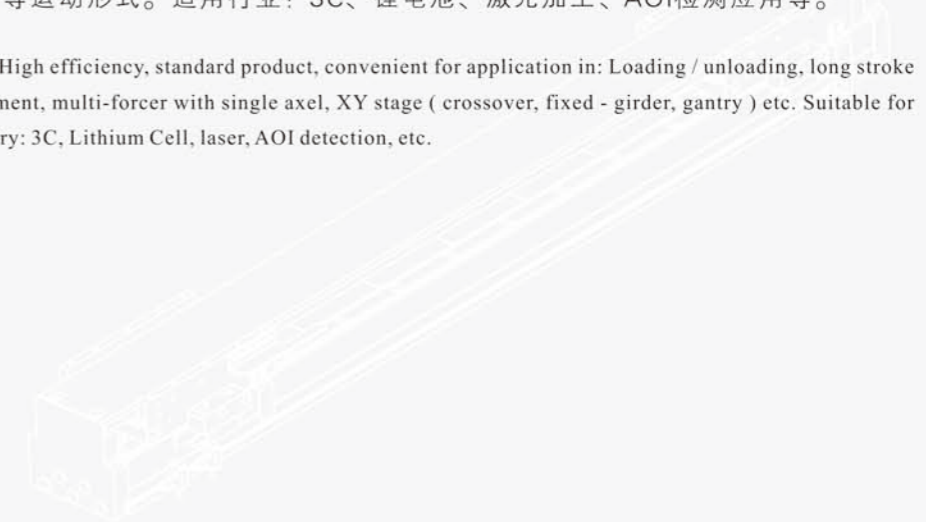 等运动形式。适用行业：3C、锂电池、激光加工、AOI检测应用等。
High efficiency, standard product, convenient for application in: Loading / unloading, long stroke
ment, multi-forcer with single axel, XY stage ( crossover, fixed - girder, gantry ) etc. Suitable for
ry: 3C, Lithium Cell, laser, AOI detection, etc.